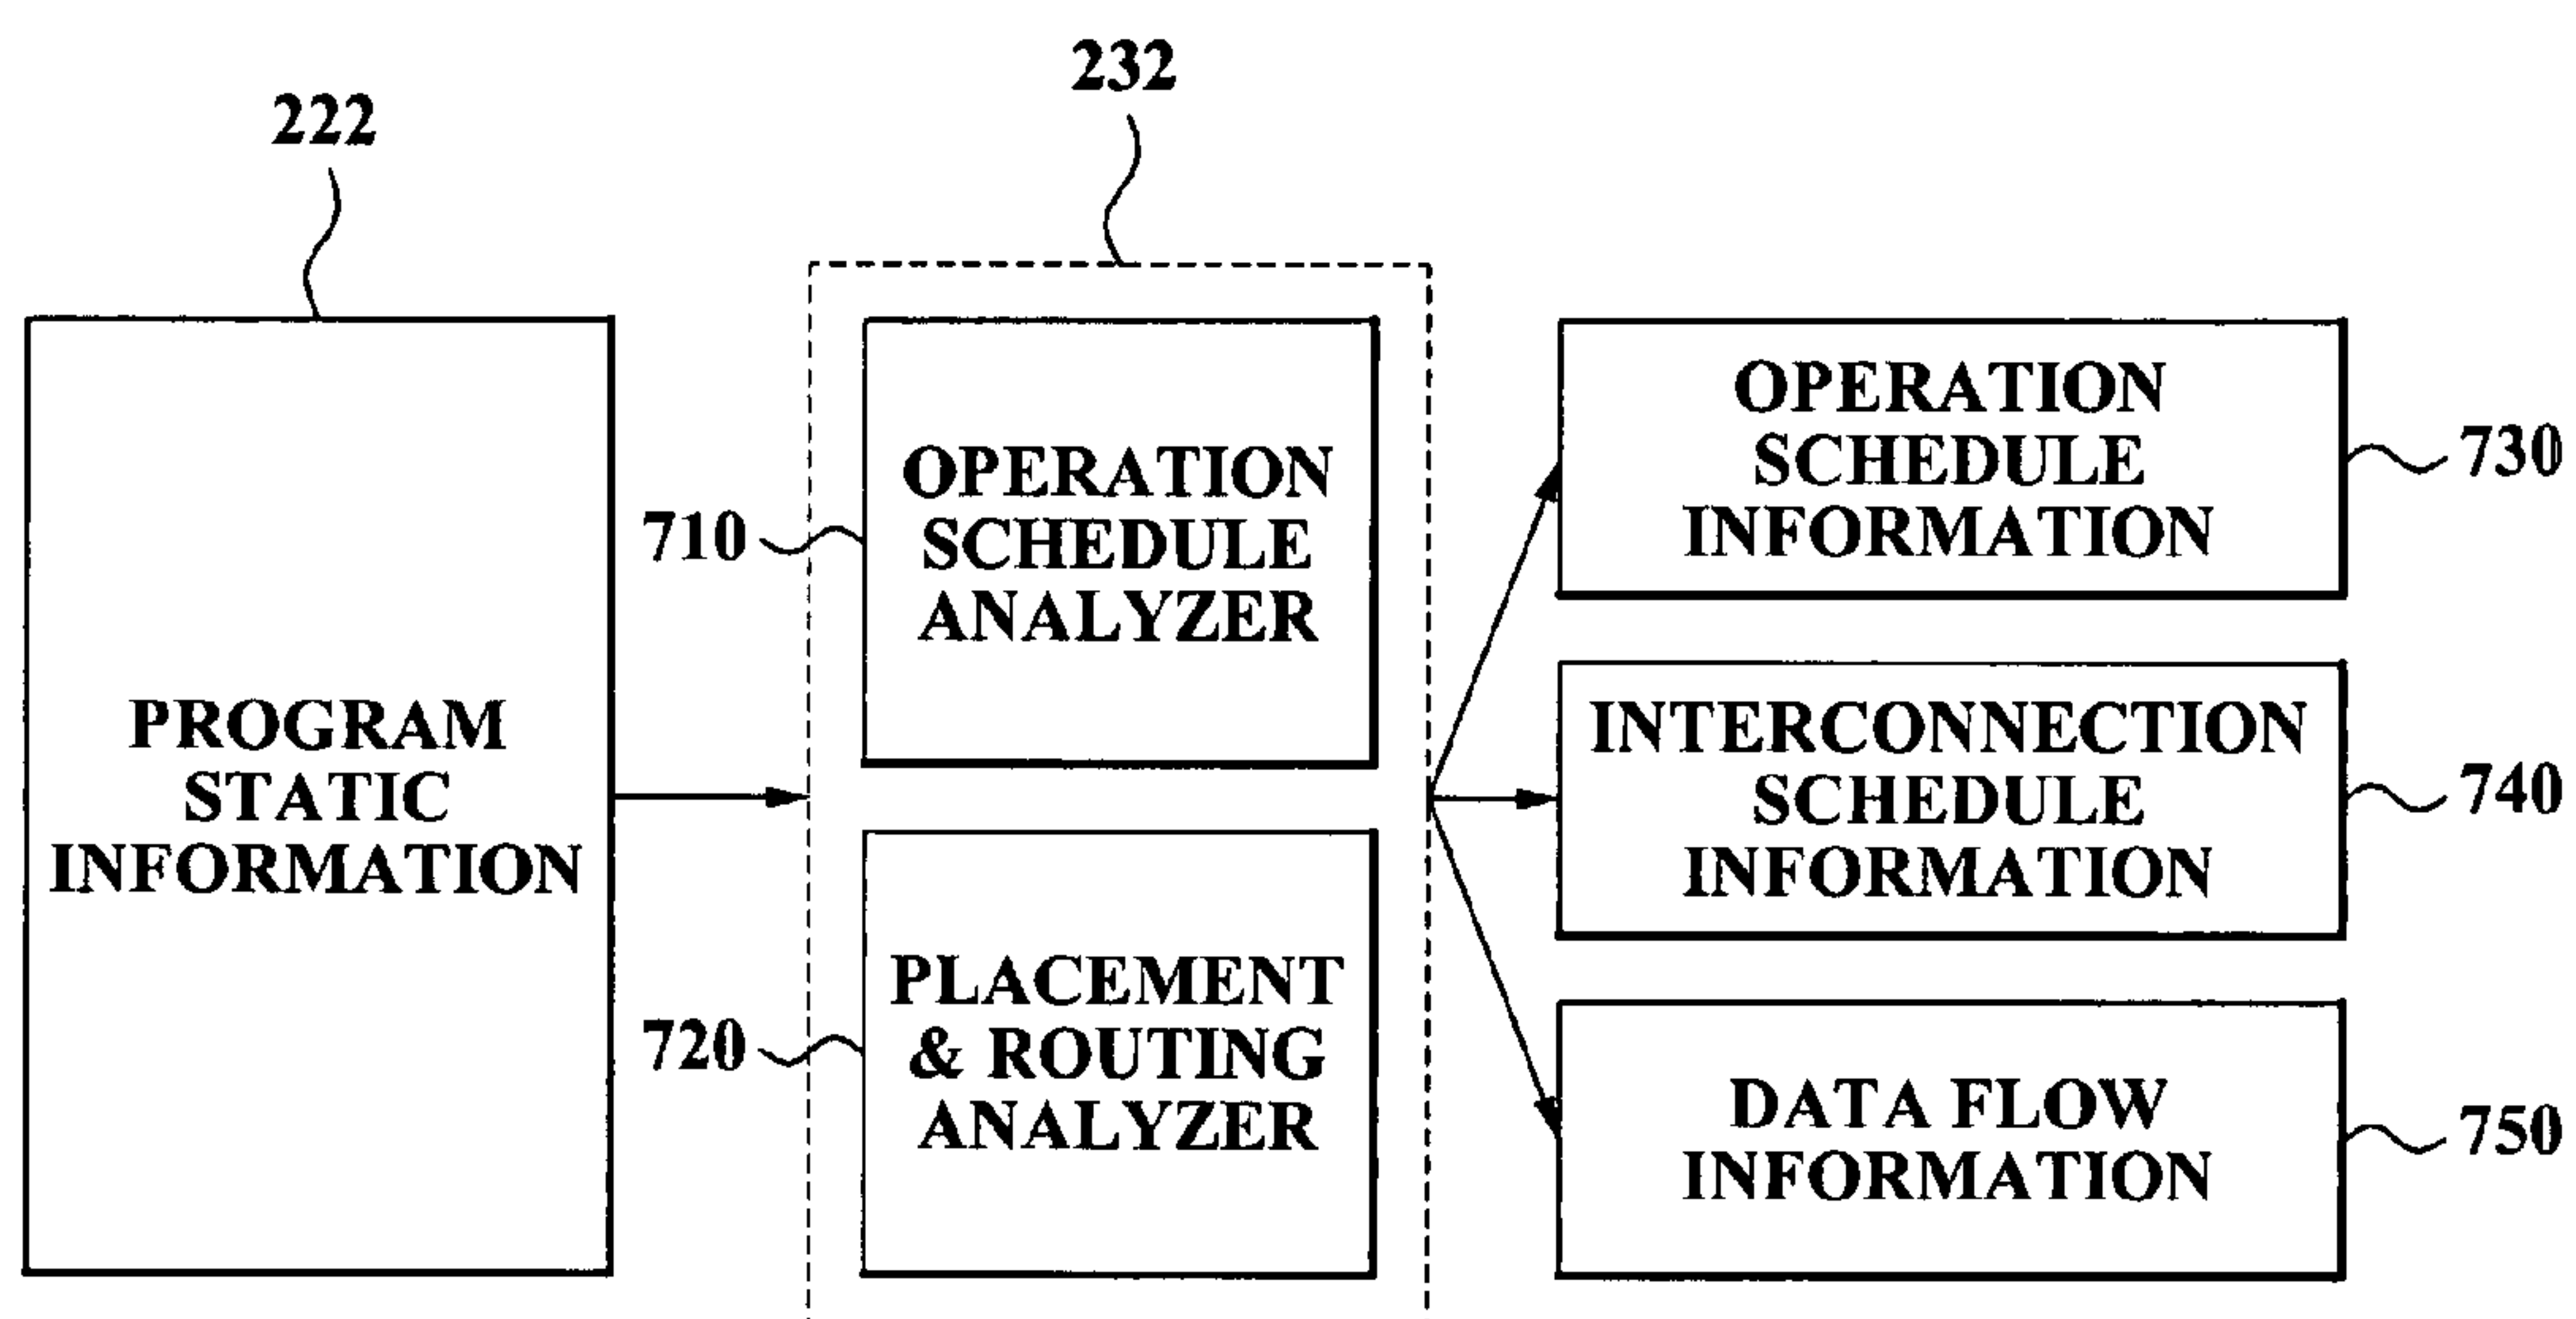 232
222
PROGRAM
STATIC
INFORMATION
710
OPERATION
SCHEDULE
ANALYZER
720
PLACEMENT
& ROUTING
ANALYZER
OPERATION
SCHEDULE
INFORMATION
730
INTERCONNECTION
SCHEDULE
INFORMATION
740
DATA FLOW
INFORMATION
750